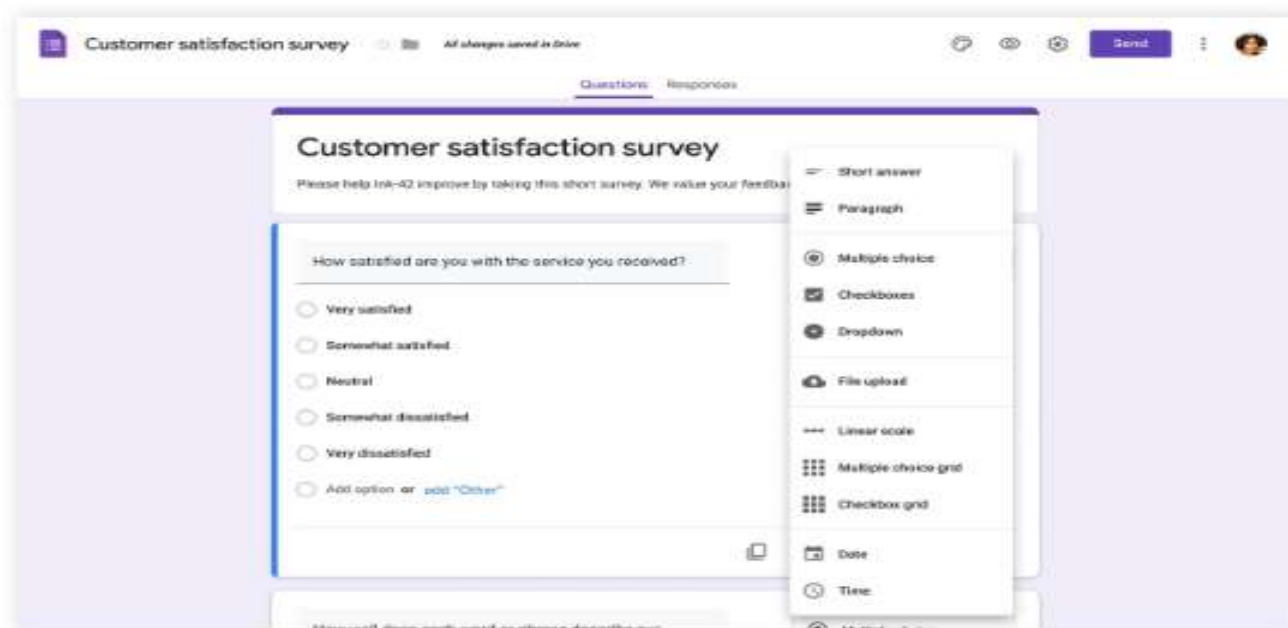 Customer satisfaction survey
All changes saved in Drive
Send
Questions Responses
Customer satisfaction survey
Please help Ink-42 improve by taking this short survey. We value your feedba
How satisfied are you with the service you received?
Very satisfied
Somewhat satisfied
Neutral
Somewhat dissatisfied
Very dissatisfied
Add option or add "Other"
Short answer
Paragraph
Multiple choice
Checkboxes
Dropdown
File upload
Linear scale
Multiple choice grid
Checkbox grid
Date
Time